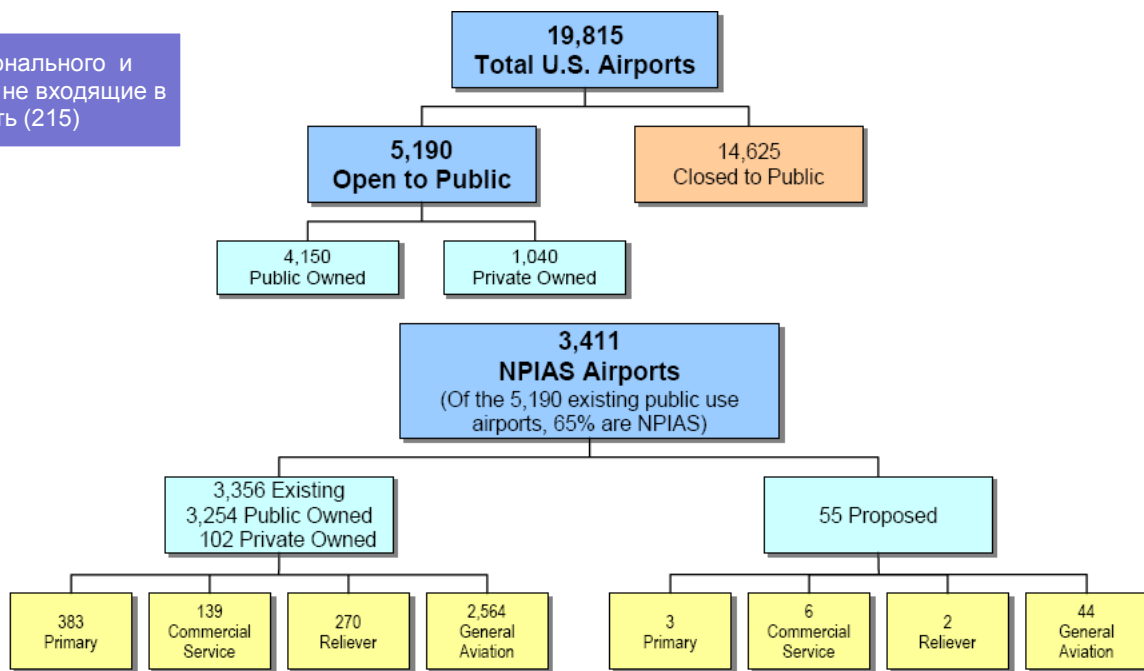 19,815
Total U.S. Airports
и
не входящие в
(215)
5,190
Open to Public
14,625
Closed to Public
4,150
Public Owned
1,040
Private Owned
3,411
NPIAS Airports
(Of the 5,190 existing public use
airports, 65% are NPIAS)
3,356 Existing
3,254 Public Owned
102 Private Owned
55 Proposed
383
Primary
139
Commercial
Service
270
Reliever
2,564
General
Aviation
3
Primary
6
Commercial
Service
2
Reliever
44
General
Aviation